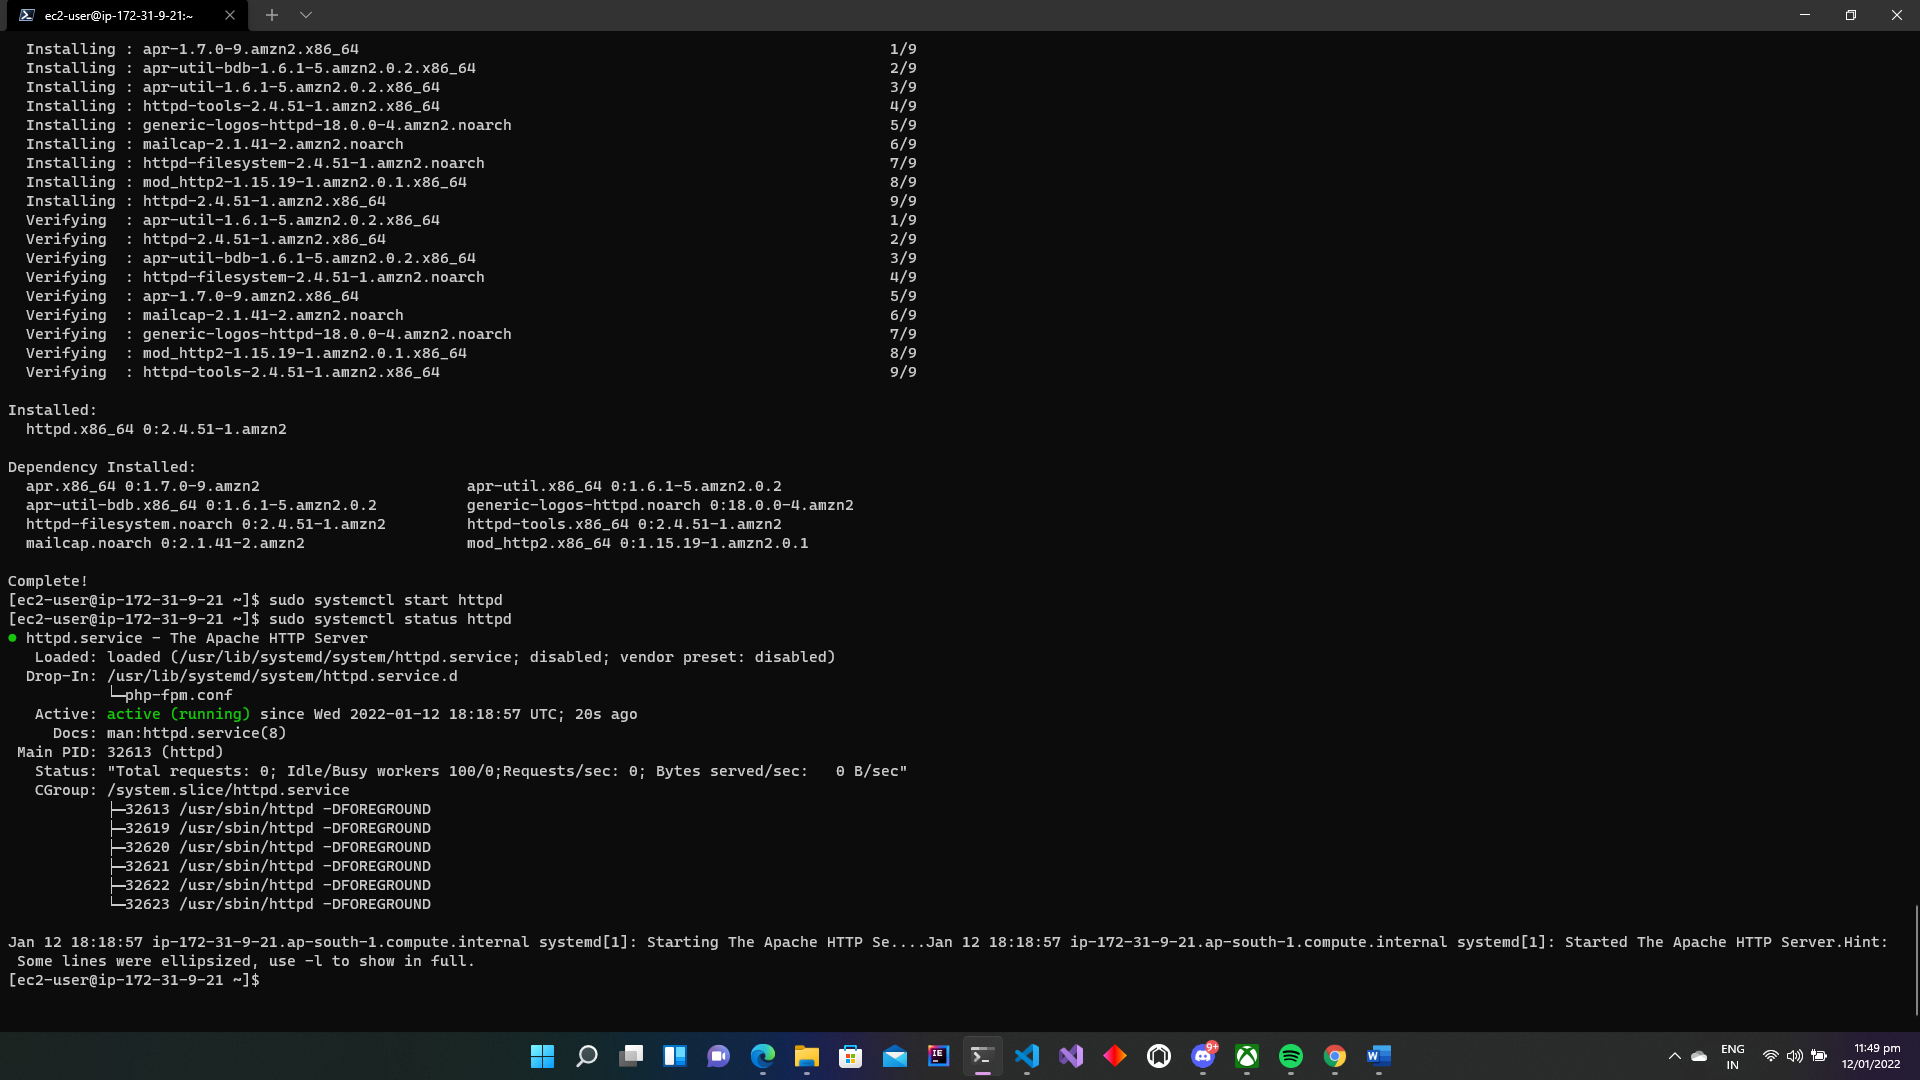 ec2-user@ip-172-31-9-21:~
Installing : apr-1.7.0-9.amzn2.x86_64 1/9
Installing : apr-util-bdb-1.6.1-5.amzn2.0.2.x86_64 2/9
Installing : apr-util-1.6.1-5.amzn2.0.2.x86_64 3/9
Installing : httpd-tools-2.4.51-1.amzn2.x86_64 4/9
Installing : generic-logos-httpd-18.0.0-4.amzn2.noarch 5/9
Installing : mailcap-2.1.41-2.amzn2.noarch 6/9
Installing : httpd-filesystem-2.4.51-1.amzn2.noarch 7/9
Installing : mod_http2-1.15.19-1.amzn2.0.1.x86_64 8/9
Installing : httpd-2.4.51-1.amzn2.x86_64 9/9
Verifying  : apr-util-1.6.1-5.amzn2.0.2.x86_64 1/9
Verifying  : httpd-2.4.51-1.amzn2.x86_64 2/9
Verifying  : apr-util-bdb-1.6.1-5.amzn2.0.2.x86_64 3/9
Verifying  : httpd-filesystem-2.4.51-1.amzn2.noarch 4/9
Verifying  : apr-1.7.0-9.amzn2.x86_64 5/9
Verifying  : mailcap-2.1.41-2.amzn2.noarch 6/9
Verifying  : generic-logos-httpd-18.0.0-4.amzn2.noarch 7/9
Verifying  : mod_http2-1.15.19-1.amzn2.0.1.x86_64 8/9
Verifying  : httpd-tools-2.4.51-1.amzn2.x86_64 9/9
Installed:
httpd.x86_64 0:2.4.51-1.amzn2
Dependency Installed:
apr.x86_64 0:1.7.0-9.amzn2 apr-util.x86_64 0:1.6.1-5.amzn2.0.2
apr-util-bdb.x86_64 0:1.6.1-5.amzn2.0.2 generic-logos-httpd.noarch 0:18.0.0-4.amzn2
httpd-filesystem.noarch 0:2.4.51-1.amzn2 httpd-tools.x86_64 0:2.4.51-1.amzn2
mailcap.noarch 0:2.1.41-2.amzn2 mod_http2.x86_64 0:1.15.19-1.amzn2.0.1
Complete!
[ec2-user@ip-172-31-9-21 ~]$ sudo systemctl start httpd
[ec2-user@ip-172-31-9-21 ~]$ sudo systemctl status httpd
● httpd.service - The Apache HTTP Server
Loaded: loaded (/usr/lib/systemd/system/httpd.service; disabled; vendor preset: disabled)
Drop-In: /usr/lib/systemd/system/httpd.service.d
└─php-fpm.conf
Active: active (running) since Wed 2022-01-12 18:18:57 UTC; 20s ago
Docs: man:httpd.service(8)
Main PID: 32613 (httpd)
Status: "Total requests: 0; Idle/Busy workers 100/0;Requests/sec: 0; Bytes served/sec:   0 B/sec"
CGroup: /system.slice/httpd.service
├─32613 /usr/sbin/httpd -DFOREGROUND
├─32619 /usr/sbin/httpd -DFOREGROUND
├─32620 /usr/sbin/httpd -DFOREGROUND
├─32621 /usr/sbin/httpd -DFOREGROUND
├─32622 /usr/sbin/httpd -DFOREGROUND
└─32623 /usr/sbin/httpd -DFOREGROUND
Jan 12 18:18:57 ip-172-31-9-21.ap-south-1.compute.internal systemd[1]: Starting The Apache HTTP Se....Jan 12 18:18:57 ip-172-31-9-21.ap-south-1.compute.internal systemd[1]: Started The Apache HTTP Server.Hint:
Some lines were ellipsized, use -l to show in full.
[ec2-user@ip-172-31-9-21 ~]$
IE
9+
W
ENG
IN
11:49 pm
12/01/2022